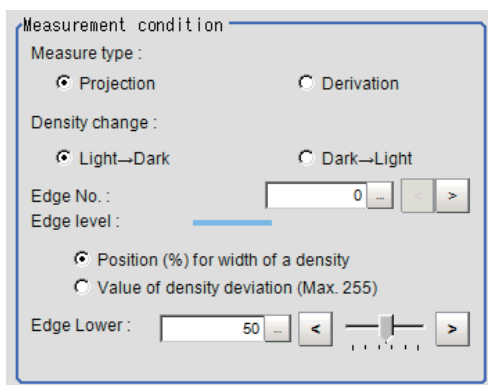 Measurement condition
Measure type :
Projection Derivation
Density change :
Light→Dark Dark→Light
Edge No. : 0 ... < >
Edge level :
Position (%) for width of a density
Value of density deviation (Max. 255)
Edge Lower : 50 ... < >